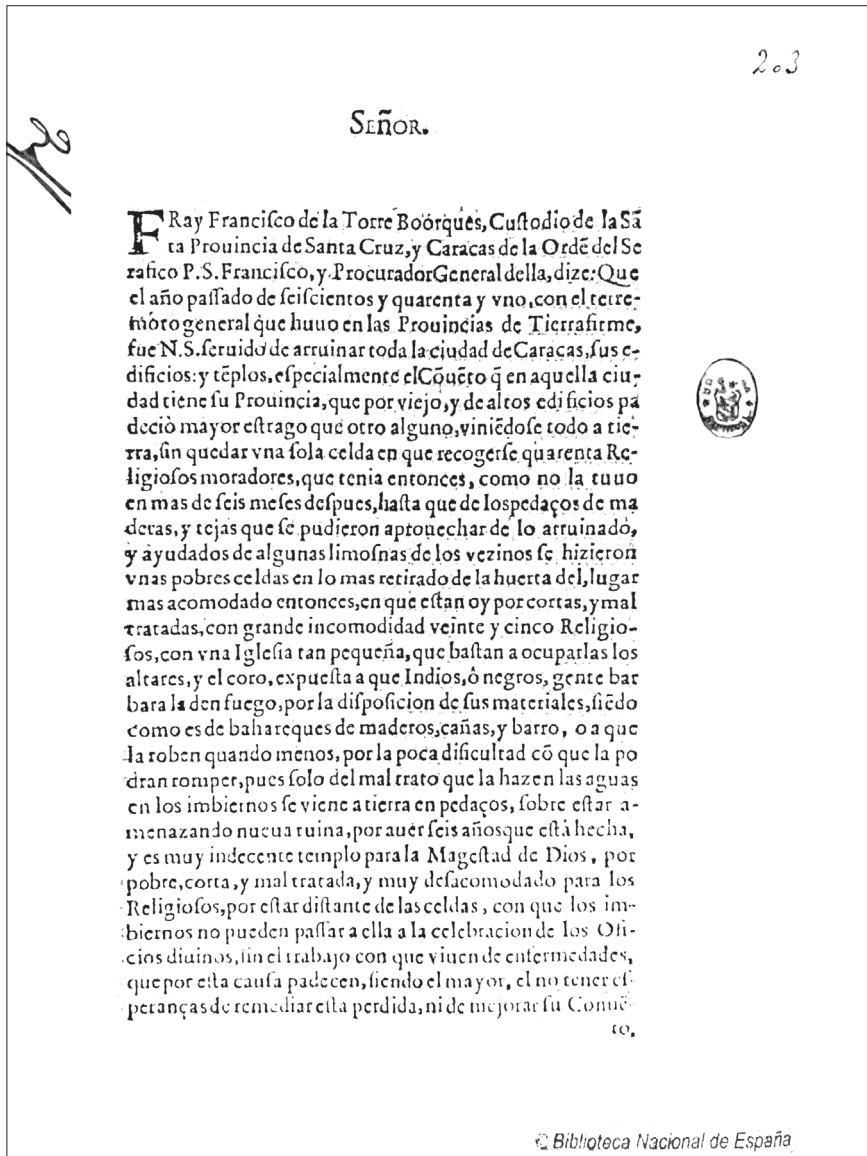 203
SEÑOR.
FRay Franciſco de la Torre Boórques, Cuſtodio de la Sã
ta Prouincia de Santa Cruz, y Caracas de la Ordẽ del Se
rafico P.S. Franciſco, y Procurador General della, dize: Que
el año paſſado de ſeiſcientos y quarenta y vno, con el terre-
moto general que huuo en las Prouincias de Tierrafirme,
fue N.S. ſeruido de arruinar toda la ciudad de Caracas, ſus e-
dificios: y tẽplos, eſpecialmente el Cõuẽto q̃ en aquella ciu-
dad tiene ſu Prouincia, que por viejo, y de altos edificios pa
deciò mayor eſtrago que otro alguno, viniẽdoſe todo a tie-
rra, ſin quedar vna ſola celda en que recogerſe quarenta Re-
ligioſos moradores, que tenia entonces, como no la tuuo
en mas de ſeis meſes deſpues, haſta que de los pedaços de ma
deras, y tejas que ſe pudieron aprouechar de lo arruinado,
y ayudados de algunas limoſnas de los vezinos ſe hizieron
vnas pobres celdas en lo mas retirado de la huerta del, lugar
mas acomodado entonces, en que eſtan oy por cortas, y mal
tratadas, con grande incomodidad veinte y cinco Religio-
ſos, con vna Igleſia tan pequeña, que baſtan a ocuparlas los
altares, y el coro, expueſta a que Indios, ô negros, gente bar
bara la den fuego, por la diſpoſicion de ſus materiales, ſiẽdo
como es de bahareques de maderos, cañas, y barro, o a que
la roben quando menos, por la poca dificultad cõ que la po
dran romper, pues ſolo del mal trato que la hazen las aguas
en los imbiernos ſe viene a tierra en pedaços, ſobre eſtar a-
menazando nueua ruina, por auer ſeis años que eſtá hecha,
y es muy indecente templo para la Mageſtad de Dios, por
pobre, corta, y mal tratada, y muy deſacomodado para los
Religioſos, por eſtar diſtante de las celdas, con que los im-
biernos no pueden paſſar a ella a la celebracion de los Ofi-
cios diuinos, ſin el trabajo con que viuen de enfermedades,
que por eſta cauſa padecen, ſiendo el mayor, el no tener eſ-
peranças de remediar eſta perdida, ni de mejorar ſu Conuẽ-
to.
© Biblioteca Nacional de España